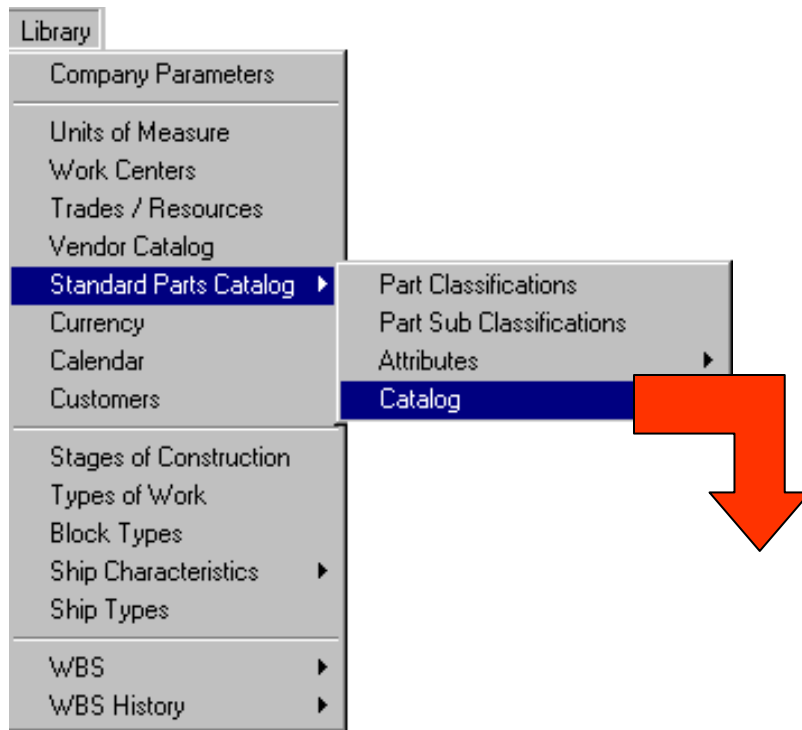 Library
Company Parameters
Units of Measure
Work Centers
Trades / Resources
Vendor Catalog
Standard Parts Catalog
Currency
Calendar
Customers
Stages of Construction
Types of Work
Block Types
Ship Characteristics
Ship Types
WBS
WBS History
Part Classifications
Part Sub Classifications
Attributes
Catalog